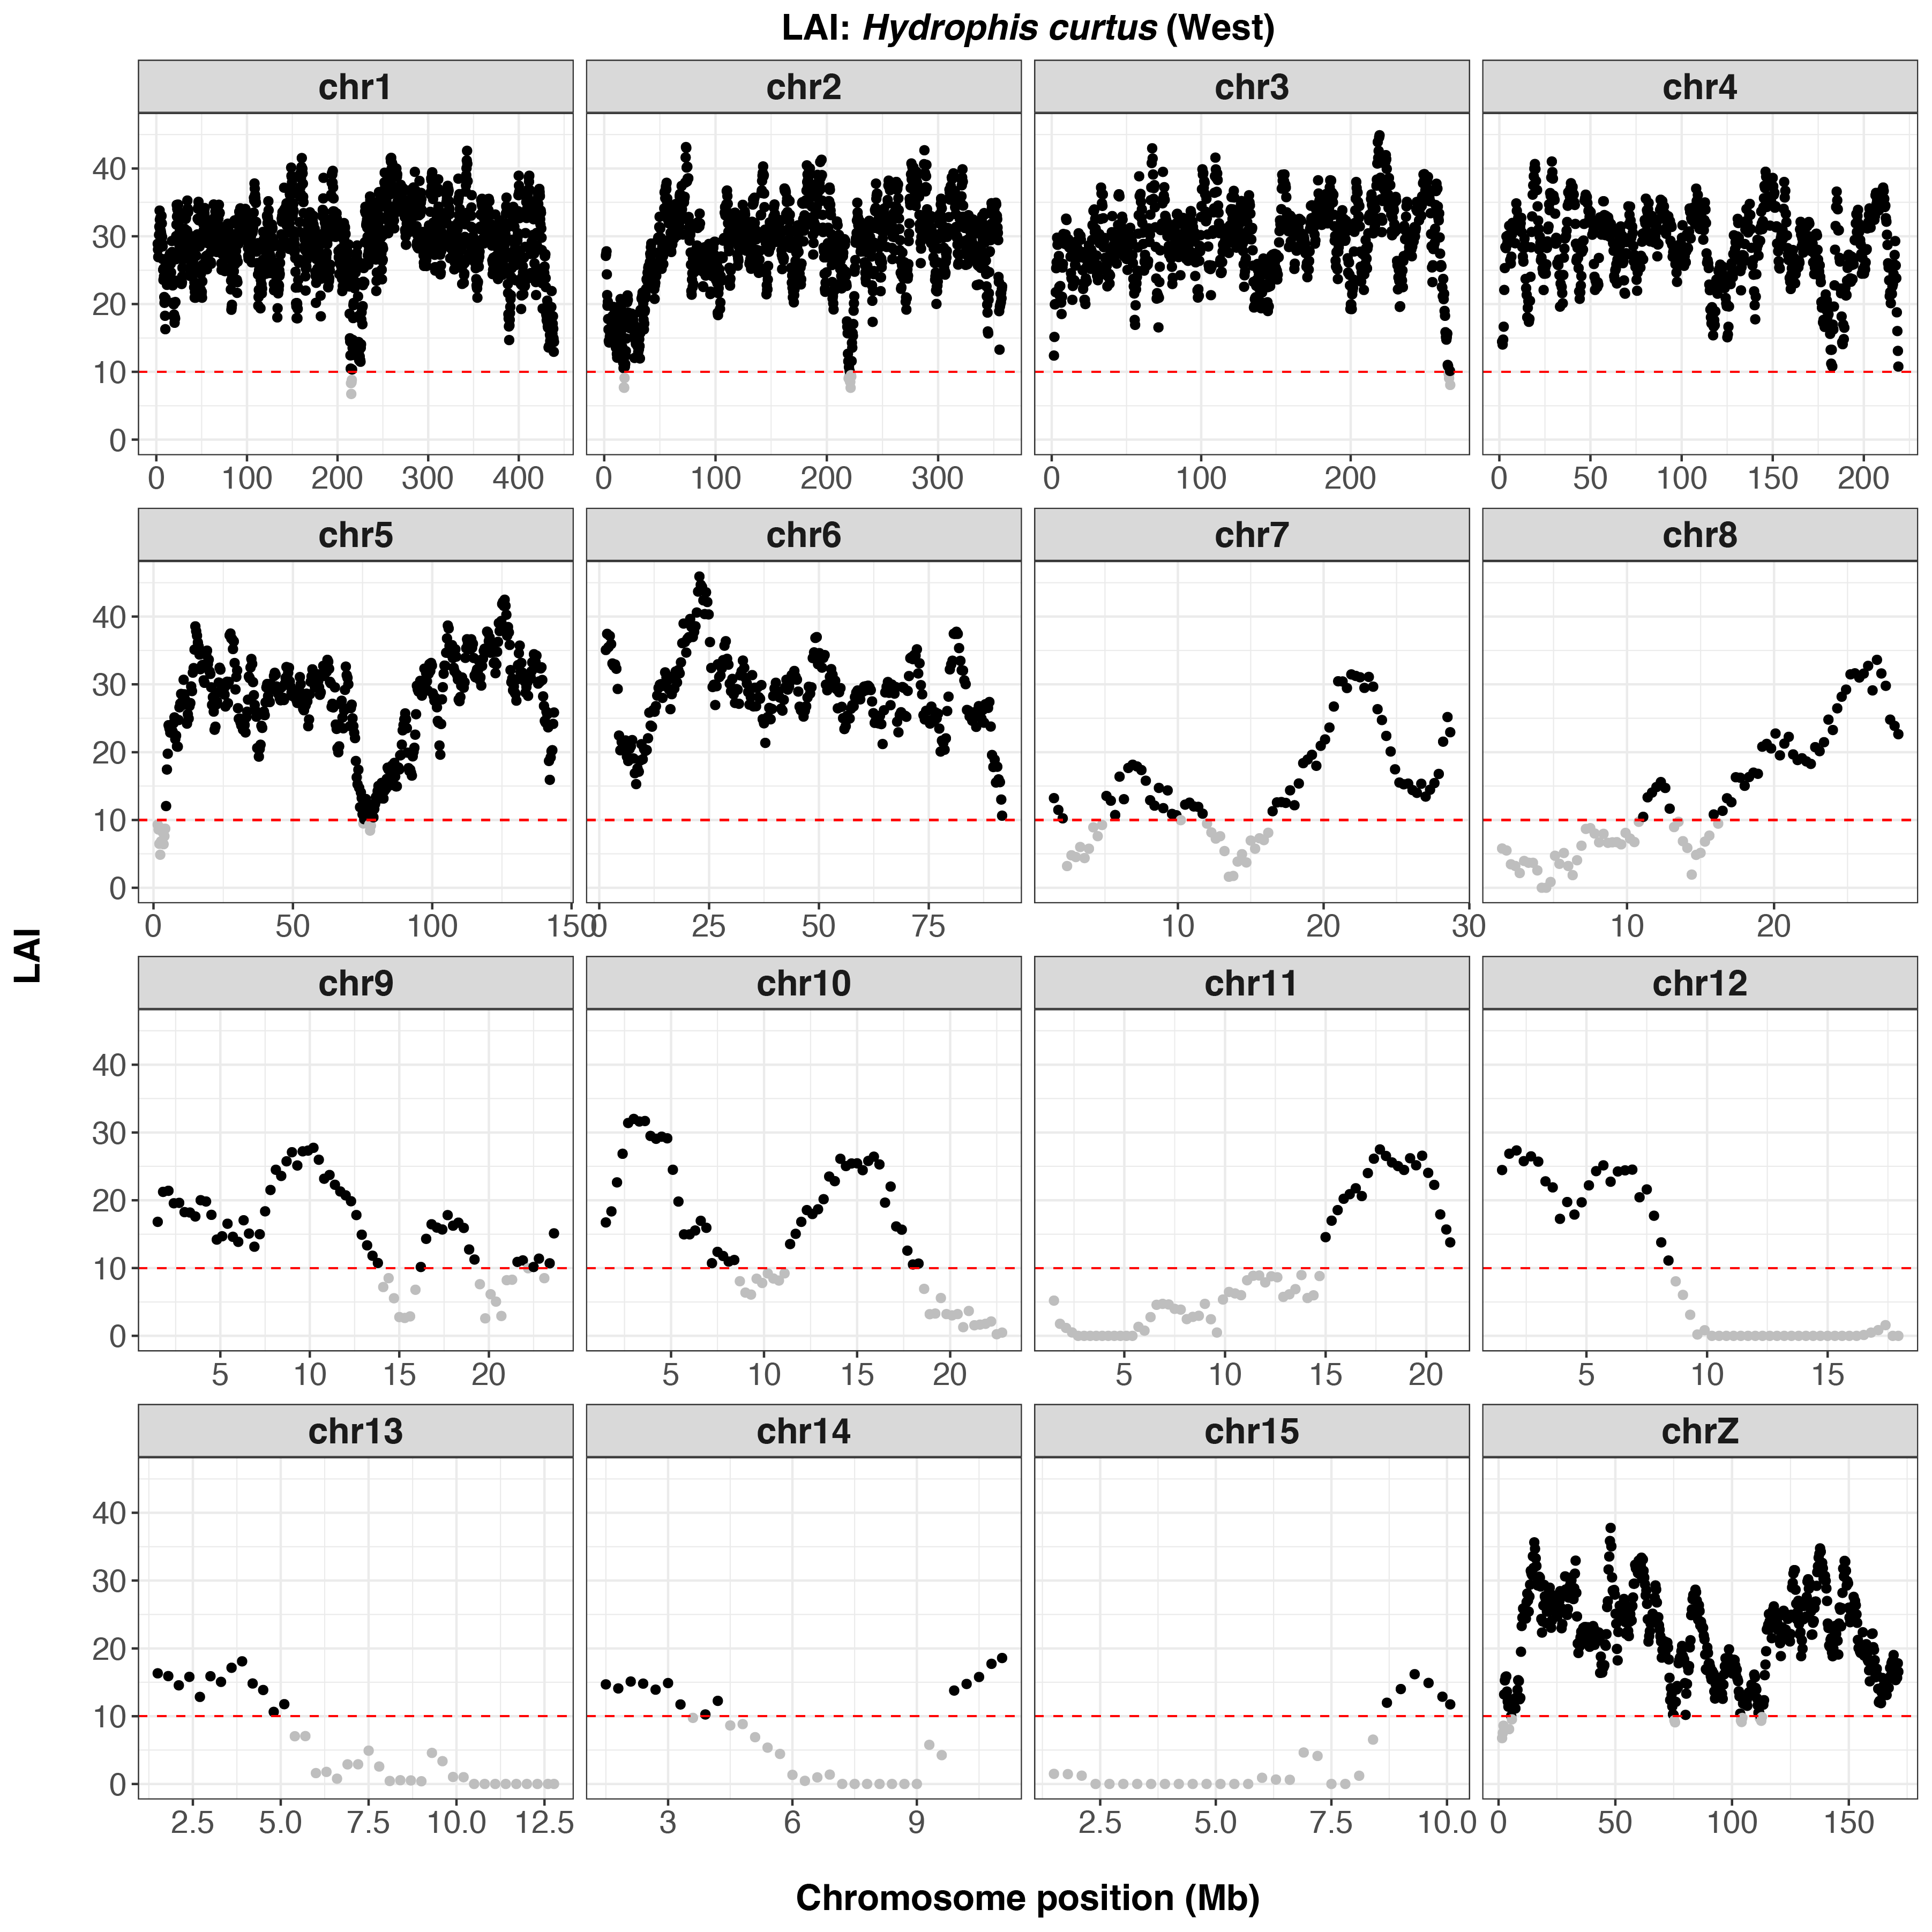 LAI: Hydrophis curtus (West)
chr1 chr2 chr3 chr4
40
30
20
10
0
0 100 200 300 400 0 100 200 300 0 100 200 0 50 100 150 200
chr5 chr6 chr7 chr8
40
30
20
10
0
0 50 100 150 0 25 50 75 10 20 30 10 20
LAI
chr9 chr10 chr11 chr12
40
30
20
10
0
5 10 15 20 5 10 15 20 5 10 15 20 5 10 15
chr13 chr14 chr15 chrZ
40
30
20
10
0
2.5 5.0 7.5 10.0 12.5 3 6 9 2.5 5.0 7.5 10.0 0 50 100 150
Chromosome position (Mb)